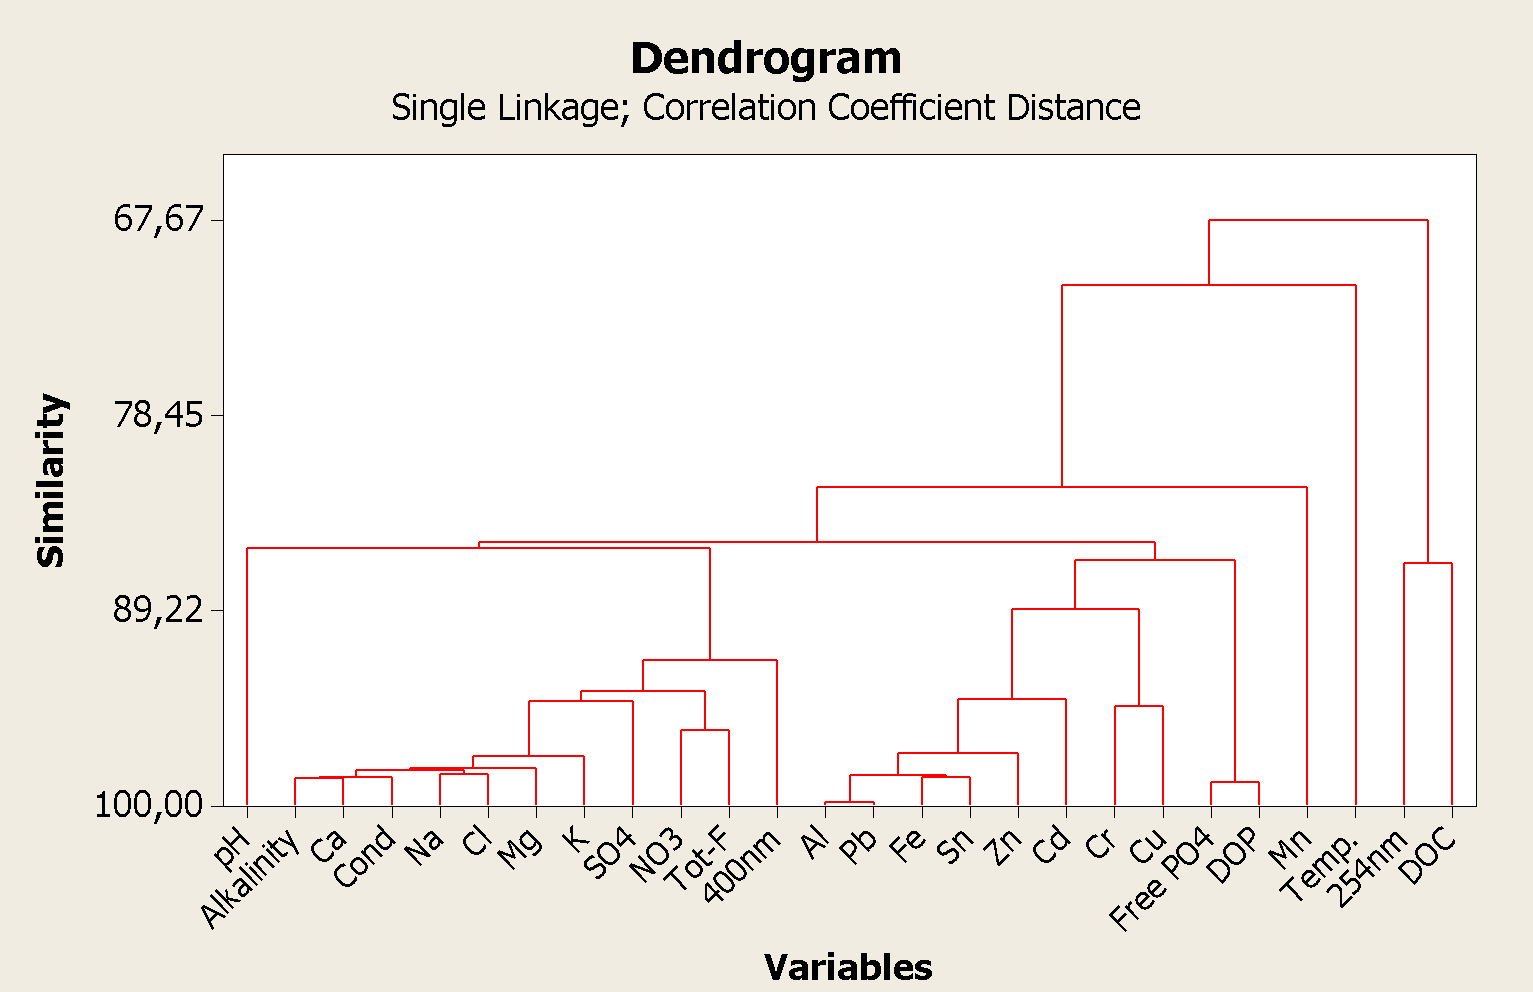 Dendrogram
Single Linkage; Correlation Coefficient Distance
Similarity
67,67
78,45
89,22
100,00
pH
Alkalinity
Ca
Cond
Na
Cl
Mg
K
SO4
NO3
Tot-F
400nm
Al
Pb
Fe
Sn
Zn
Cd
Cr
Cu
Free PO4
DOP
Mn
Temp.
254nm
DOC
Variables